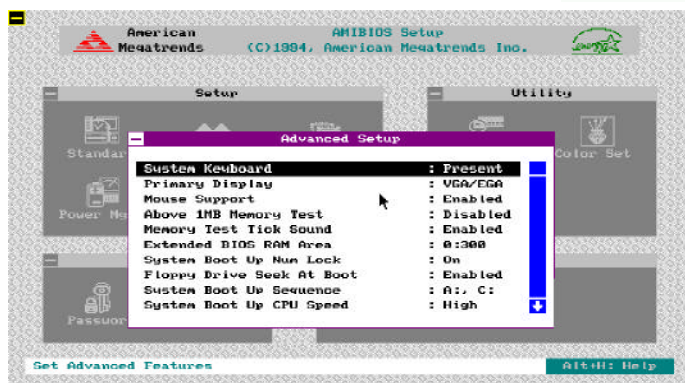 American
Megatrends
AMIBIOS Setup
(C)1994, American Megatrends Inc.
Setup
Utility
Advanced Setup
Standar
Color Set
System Keyboard : Present
Primary Display : VGA/EGA
Mouse Support : Enabled
Above 1MB Memory Test : Disabled
Memory Test Tick Sound : Enabled
Power Mg
Extended BIOS RAM Area : 0:300
System Boot Up Num Lock : On
Floppy Drive Seek At Boot : Enabled
System Boot Up Sequence : A:, C:
System Boot Up CPU Speed : High
Passwor
Set Advanced Features
Alt+H: Help